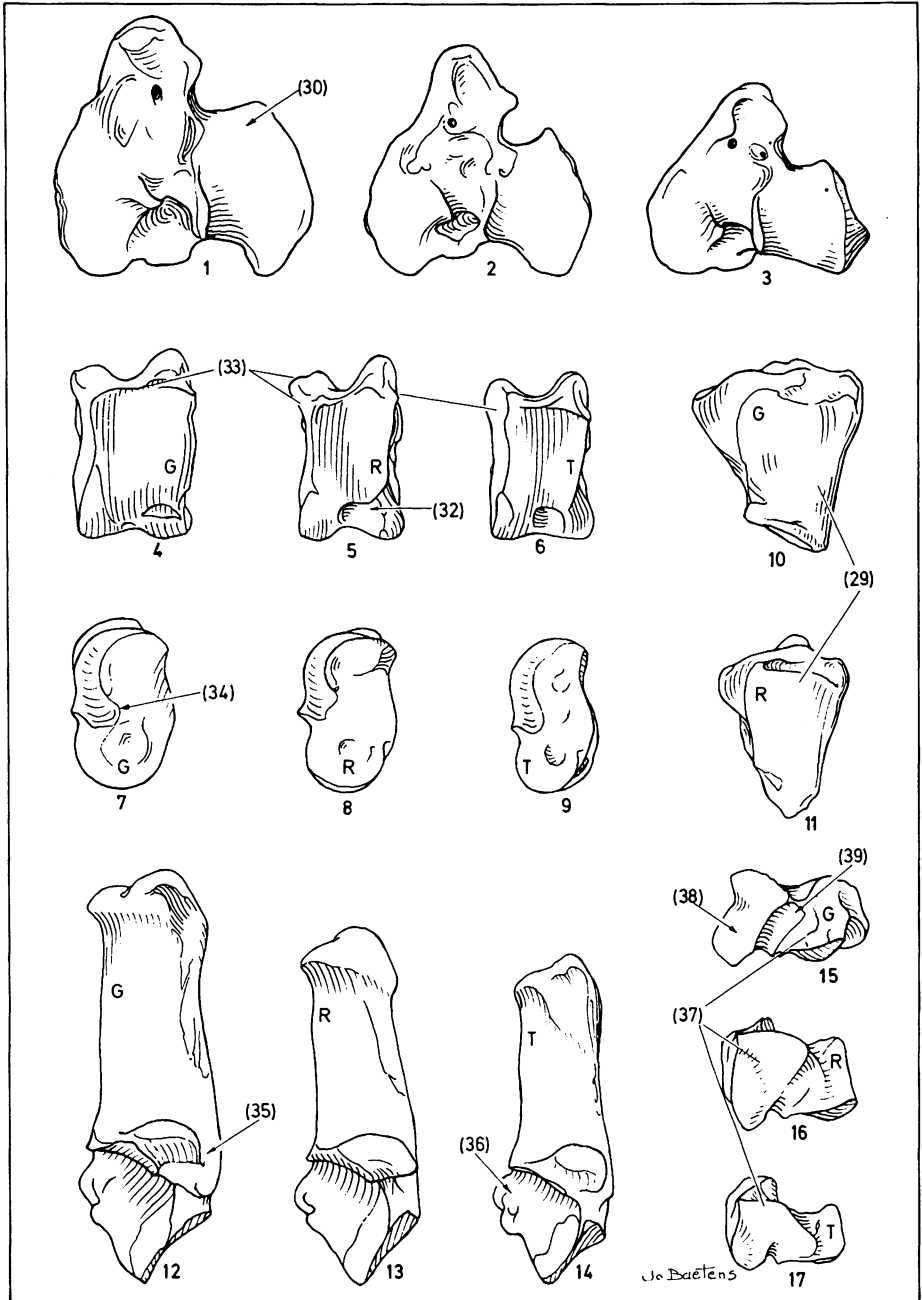 (30)
1 2 3
(33)
G R T G
(32)
4 5 6 10
(29)
(34)
R
G R T
7 8 9 11
(39)
(38)
G
15
G R T
(37)
R
(35)
(36)
16
T
12 13 14 17
Jo Baetens